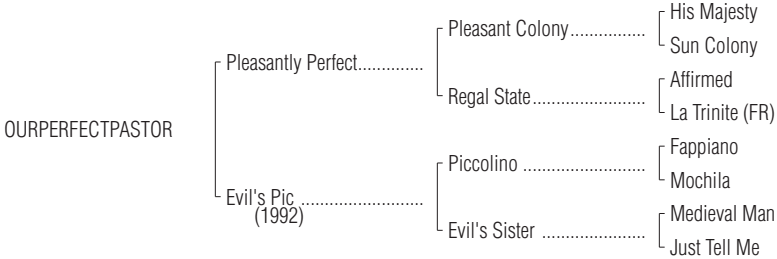 His Majesty
Pleasant Colony................
Sun Colony
Pleasantly Perfect..............
Affirmed
Regal State........................
La Trinite (FR)
OURPERFECTPASTOR
Fappiano
Piccolino ..........................
Mochila
Evil's Pic ..........................
(1992)
Medieval Man
Evil's Sister ......................
Just Tell Me